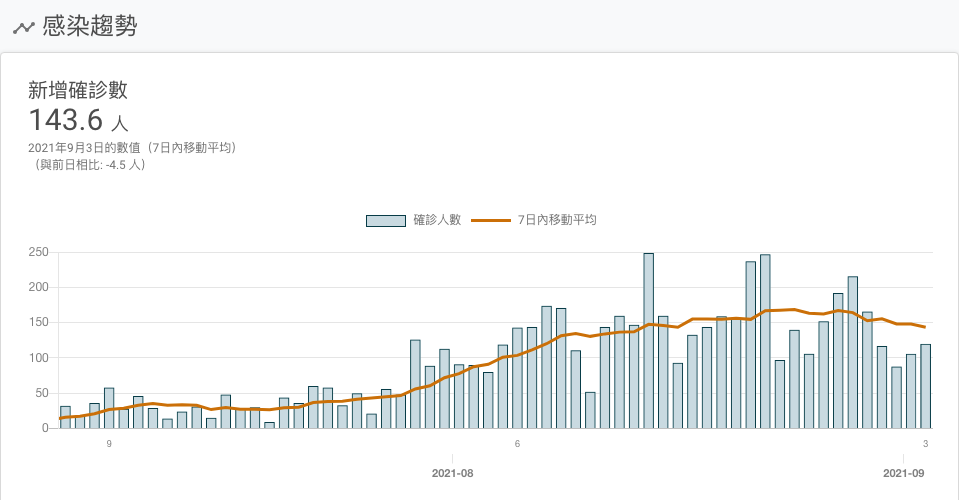 感染趨勢
新增確診數
143.6 人
2021年9月3日的數值（7日內移動平均）
（與前日相比: -4.5 人）
確診人數 7日內移動平均
250
200
150
100
50
0
9 6 3
2021-08 2021-09